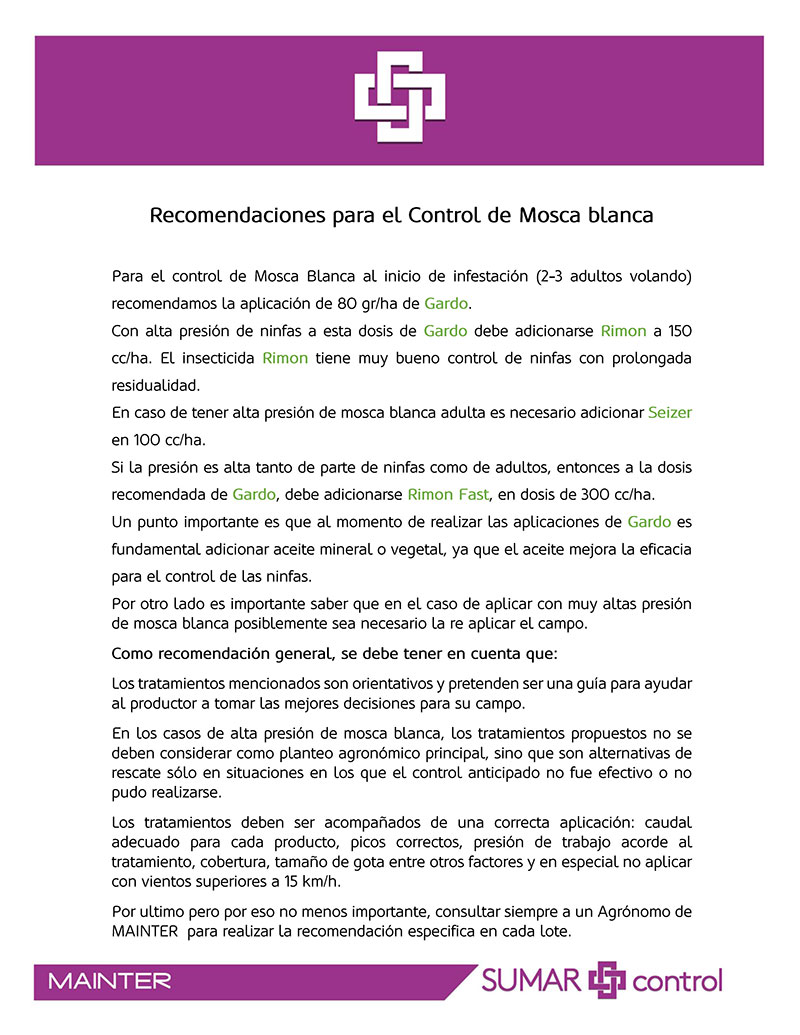 Recomendaciones para el Control de Mosca blanca
Para el control de Mosca Blanca al inicio de infestación (2-3 adultos volando)
recomendamos la aplicación de 80 gr/ha de Gardo.
Con alta presión de ninfas a esta dosis de Gardo debe adicionarse Rimon a 150
cc/ha. El insecticida Rimon tiene muy bueno control de ninfas con prolongada
residualidad.
En caso de tener alta presión de mosca blanca adulta es necesario adicionar Seizer
en 100 cc/ha.
Si la presión es alta tanto de parte de ninfas como de adultos, entonces a la dosis
recomendada de Gardo, debe adicionarse Rimon Fast, en dosis de 300 cc/ha.
Un punto importante es que al momento de realizar las aplicaciones de Gardo es
fundamental adicionar aceite mineral o vegetal, ya que el aceite mejora la eficacia
para el control de las ninfas.
Por otro lado es importante saber que en el caso de aplicar con muy altas presión
de mosca blanca posiblemente sea necesario la re aplicar el campo.
Como recomendación general, se debe tener en cuenta que:
Los tratamientos mencionados son orientativos y pretenden ser una guía para ayudar
al productor a tomar las mejores decisiones para su campo.
En los casos de alta presión de mosca blanca, los tratamientos propuestos no se
deben considerar como planteo agronómico principal, sino que son alternativas de
rescate sólo en situaciones en los que el control anticipado no fue efectivo o no
pudo realizarse.
Los tratamientos deben ser acompañados de una correcta aplicación: caudal
adecuado para cada producto, picos correctos, presión de trabajo acorde al
tratamiento, cobertura, tamaño de gota entre otros factores y en especial no aplicar
con vientos superiores a 15 km/h.
Por ultimo pero por eso no menos importante, consultar siempre a un Agrónomo de
MAINTER para realizar la recomendación especifica en cada lote.
MAINTER
SUMAR control